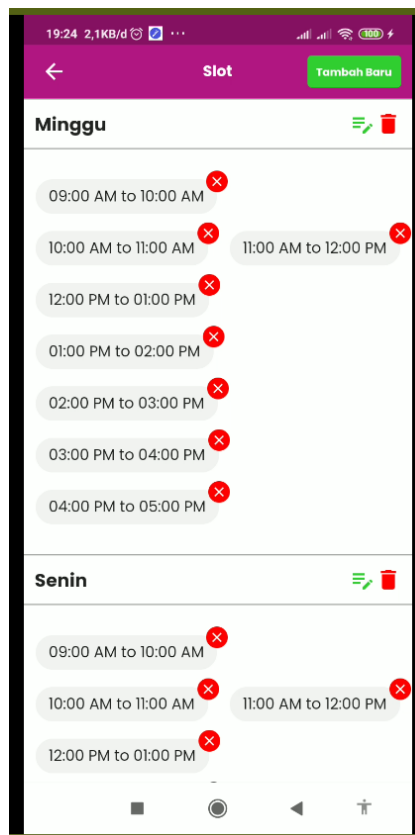 19:24 2,1KB/d ... 100
Slot Tambah Baru
Minggu
09:00 AM to 10:00 AM
10:00 AM to 11:00 AM 11:00 AM to 12:00 PM
12:00 PM to 01:00 PM
01:00 PM to 02:00 PM
02:00 PM to 03:00 PM
03:00 PM to 04:00 PM
04:00 PM to 05:00 PM
Senin
09:00 AM to 10:00 AM
10:00 AM to 11:00 AM 11:00 AM to 12:00 PM
12:00 PM to 01:00 PM